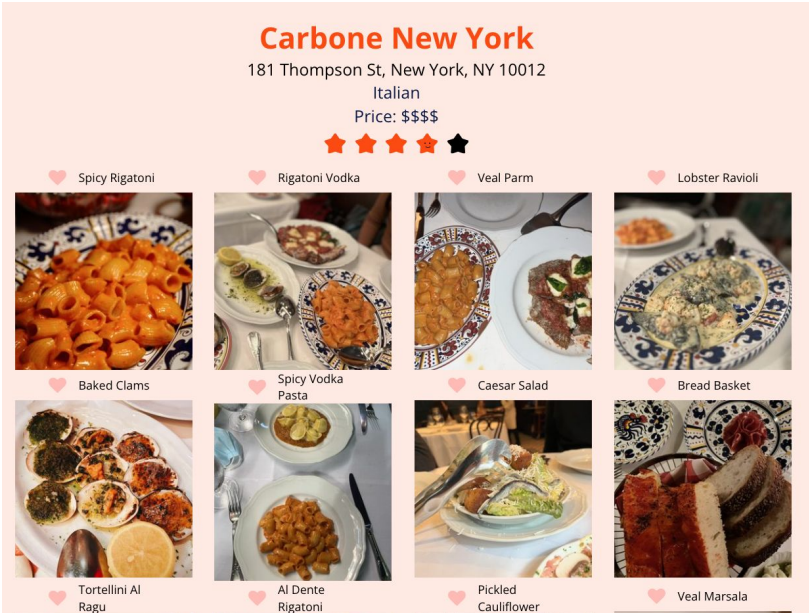 Carbone New York
181 Thompson St, New York, NY 10012
Italian
Price: $$$$
Spicy Rigatoni
Rigatoni Vodka
Veal Parm
Lobster Ravioli
Baked Clams
Spicy Vodka
Pasta
Caesar Salad
Bread Basket
Tortellini Al
Ragu
Al Dente
Rigatoni
Pickled
Cauliflower
Veal Marsala